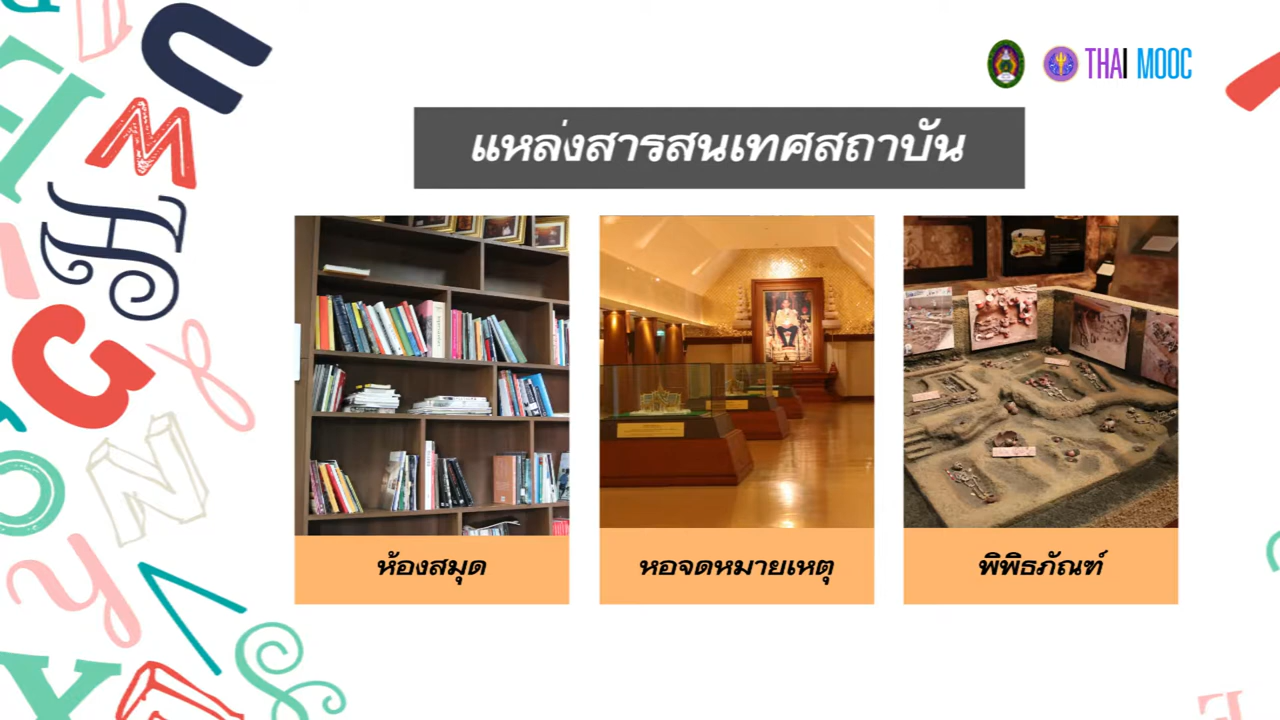 THAI MOOC
แหล่งสารสนเทศสถาบัน
ห้องสมุด
หอจดหมายเหตุ
พิพิธภัณฑ์